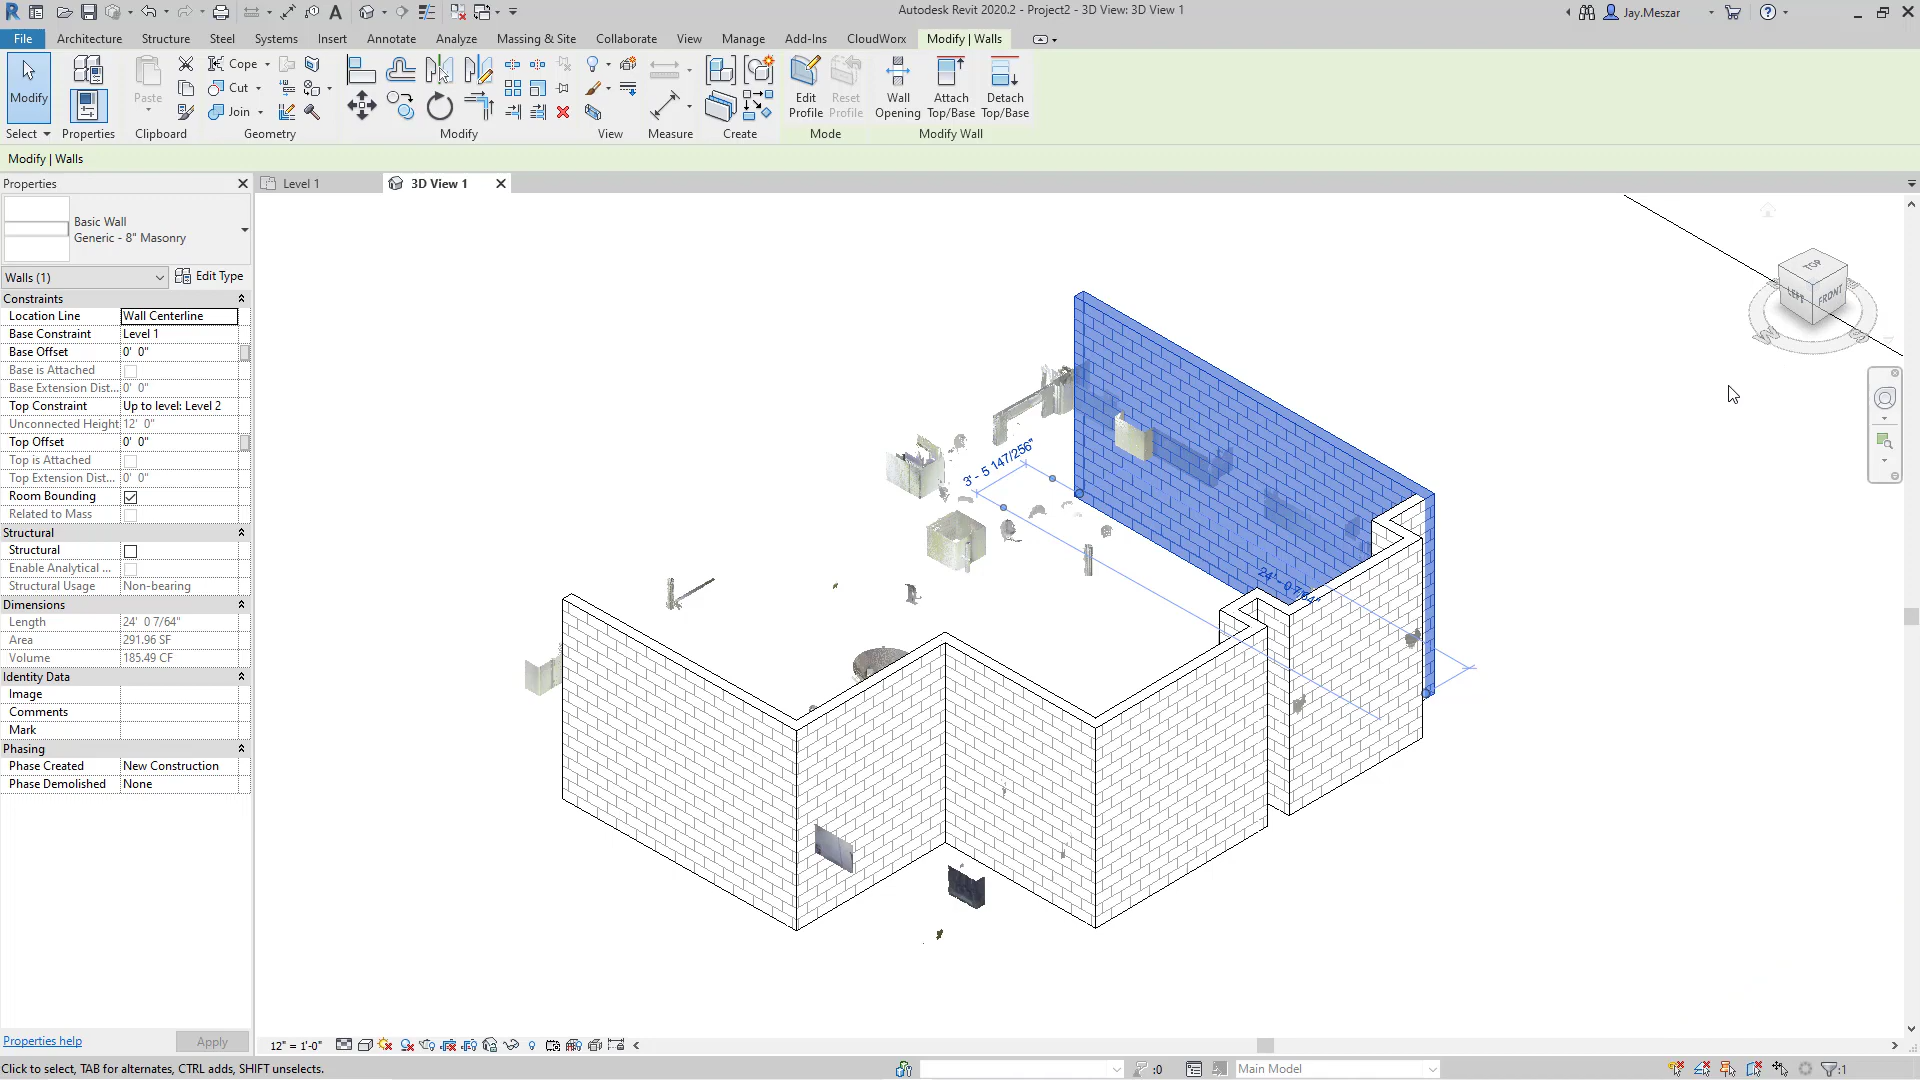 Autodesk Revit 2020.2 - Project2 - 3D View: 3D View 1
Jay.Meszar
File Architecture Structure Steel Systems Insert Annotate Analyze Massing & Site Collaborate View Manage Add-Ins CloudWorx Modify | Walls
Modify
Paste
Cope
Cut
Join
Edit Profile
Reset Profile
Wall Opening
Attach Top/Base
Detach Top/Base
Select Properties Clipboard Geometry Modify View Measure Create Mode Modify Wall
Modify | Walls
Properties
Level 1
3D View 1
Basic Wall
Generic - 8" Masonry
Walls (1)
Edit Type
Constraints
Location Line Wall Centerline
Base Constraint Level 1
Base Offset 0' 0"
Base is Attached
Base Extension Dist... 0' 0"
Top Constraint Up to level: Level 2
Unconnected Height 12' 0"
Top Offset 0' 0"
Top is Attached
Top Extension Dist... 0' 0"
Room Bounding
Related to Mass
Structural
Structural
Enable Analytical ...
Structural Usage Non-bearing
Dimensions
Length 24' 0 7/64"
Area 291.96 SF
Volume 185.49 CF
Identity Data
Image
Comments
Mark
Phasing
Phase Created New Construction
Phase Demolished None
Properties help
Apply
3' - 5 147/256"
24' - 0 7/64"
TOP
LEFT
FRONT
W
12" = 1'-0"
Click to select, TAB for alternates, CTRL adds, SHIFT unselects.
:0
Main Model
:1